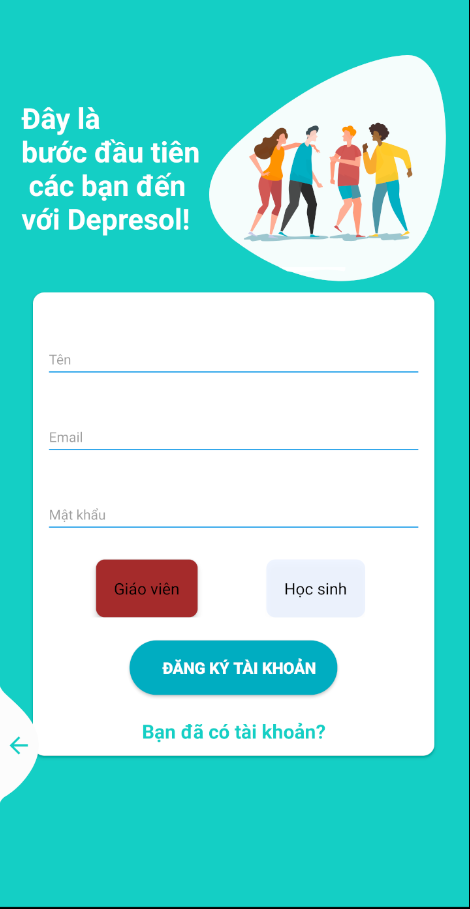 Đây là
bước đầu tiên
các bạn đến
với Depresol!
Tên
Email
Mật khẩu
Giáo viên
Học sinh
ĐĂNG KÝ TÀI KHOẢN
Bạn đã có tài khoản?